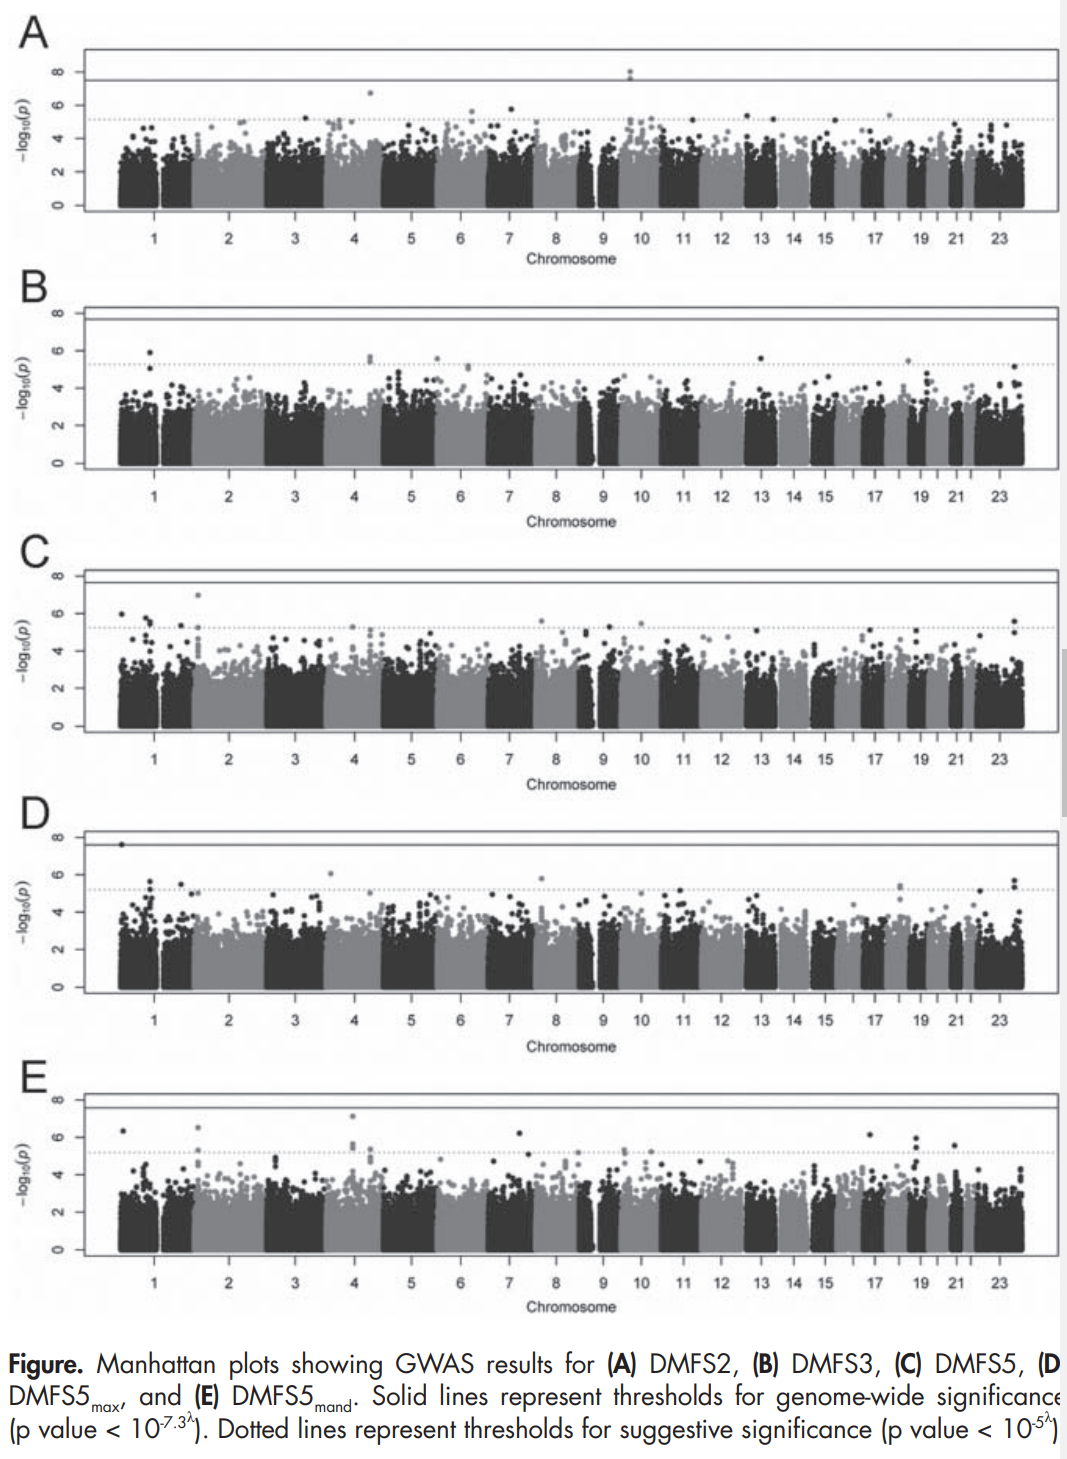 A
8
6
4
2
0
−log10(p)
1 2 3 4 5 6 7 8 9 10 11 13 14 15 17 19 21 23
Chromosome
B
8
6
4
2
0
−log10(p)
1 2 3 4 5 6 7 8 9 10 11 12 13 14 15 17 19 21 23
Chromosome
C
8
6
4
2
0
−log10(p)
1 2 3 4 5 6 7 8 9 10 11 12 13 14 15 17 19 21 23
Chromosome
D
8
6
4
2
0
−log10(p)
1 2 3 4 5 6 7 8 9 10 11 12 13 14 15 17 19 21 23
Chromosome
E
8
6
4
2
0
−log10(p)
1 2 3 4 5 6 7 8 9 10 11 12 13 14 15 17 19 21 23
Chromosome
Figure. Manhattan plots showing GWAS results for (A) DMFS2, (B) DMFS3, (C) DMFS5, (D
DMFS5max, and (E) DMFS5mand. Solid lines represent thresholds for genome-wide significance
(p value < 10-7.3λ). Dotted lines represent thresholds for suggestive significance (p value < 10-5λ)